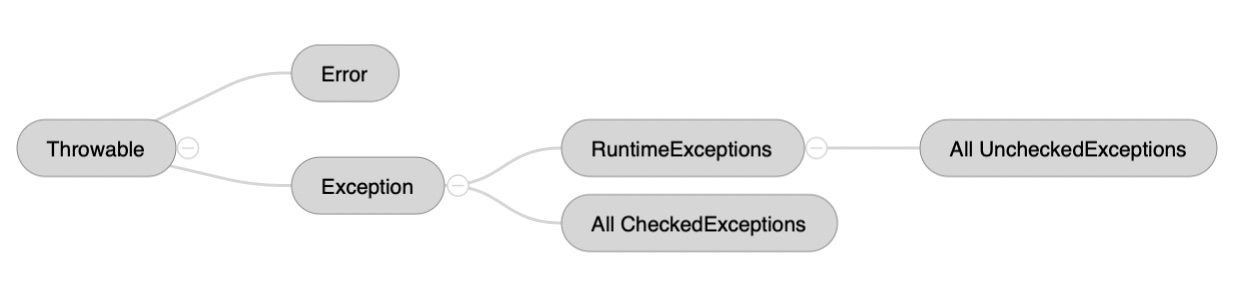 Error
Throwable
Exception
RuntimeExceptions
All UncheckedExceptions
All CheckedExceptions